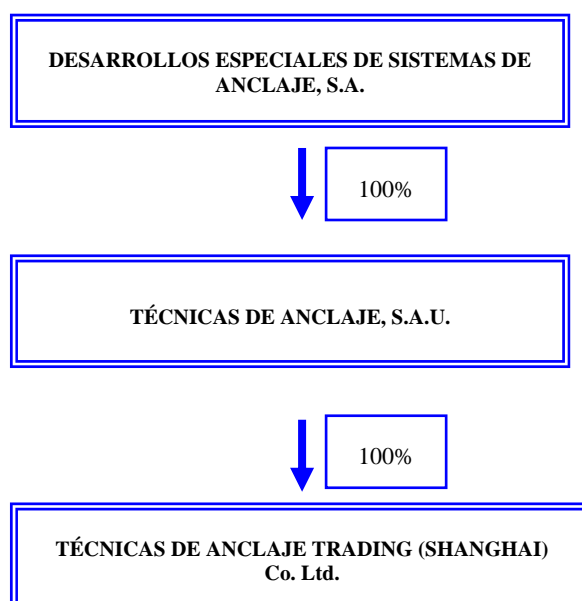 DESARROLLOS ESPECIALES DE SISTEMAS DE
ANCLAJE, S.A.
100%
TÉCNICAS DE ANCLAJE, S.A.U.
100%
TÉCNICAS DE ANCLAJE TRADING (SHANGHAI)
Co. Ltd.